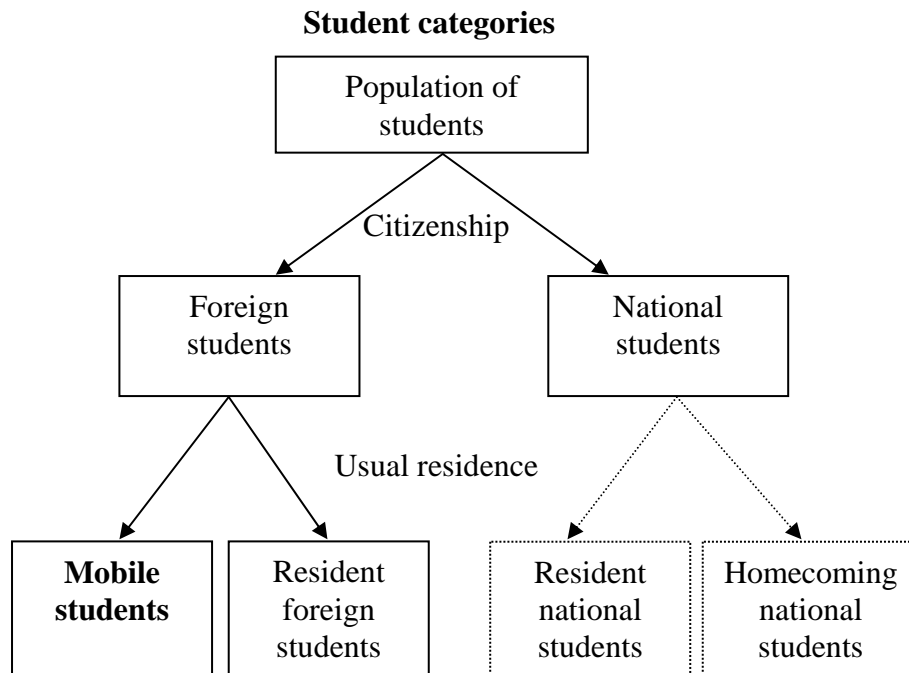 Student categories
Population of
students
Citizenship
Foreign
students
National
students
Usual residence
Mobile
students
Resident
foreign
students
Resident
national
students
Homecoming
national
students